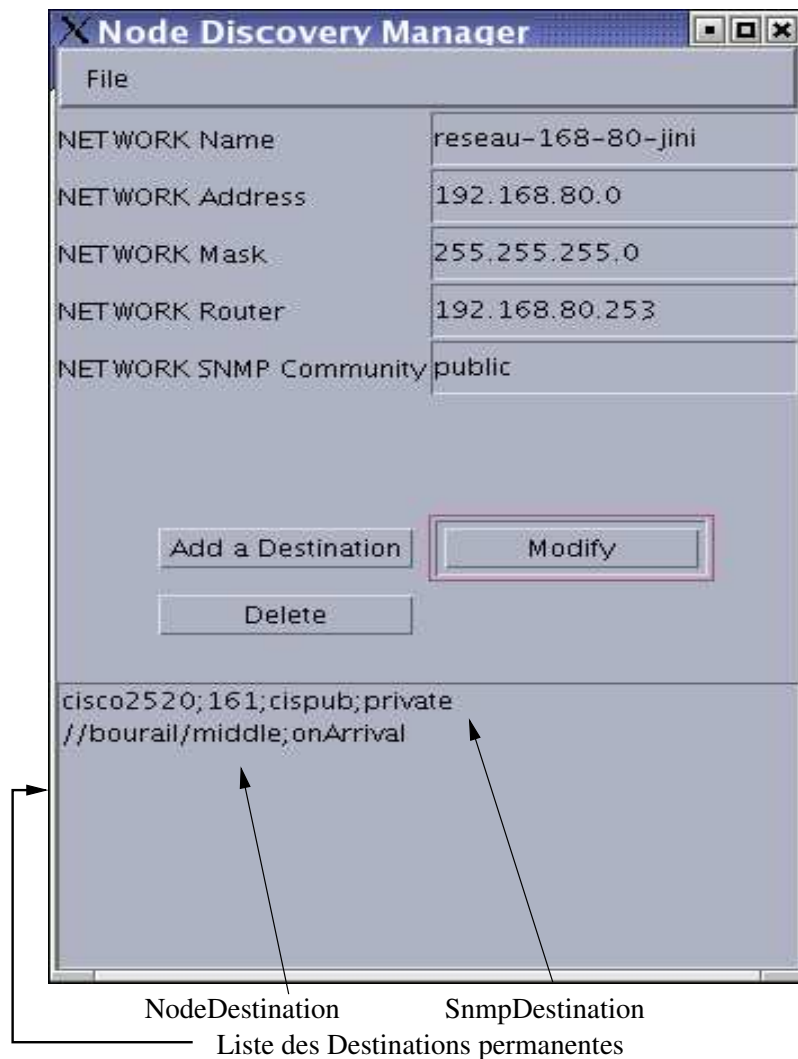 Node Discovery Manager
File
NETWORK Name reseau-168-80-jini
NETWORK Address 192.168.80.0
NETWORK Mask 255.255.255.0
NETWORK Router 192.168.80.253
NETWORK SNMP Community public
Add a Destination Modify
Delete
cisco2520;161;cispub;private
//bourail/middle;onArrival
NodeDestination SnmpDestination
Liste des Destinations permanentes